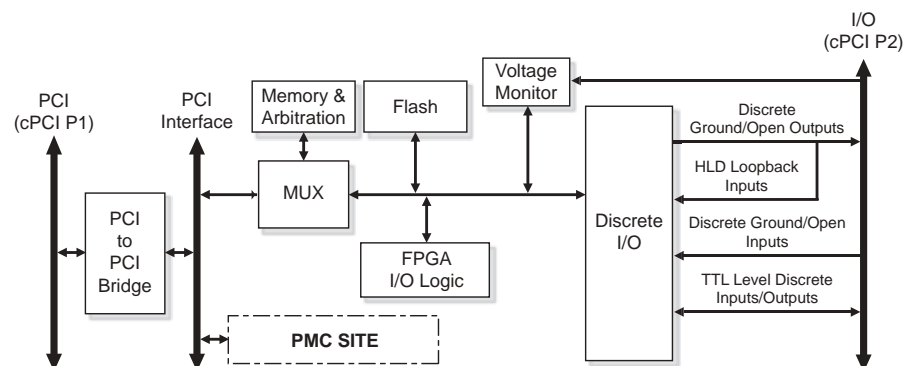 I/O
(cPCI P2)
PCI
(cPCI P1)
PCI
Interface
Memory &
Arbitration
Flash
Voltage
Monitor
Discrete
Ground/Open Outputs
HLD Loopback
Inputs
MUX
PCI
to
PCI
Bridge
FPGA
I/O Logic
Discrete
I/O
Discrete Ground/Open
Inputs
TTL Level Discrete
Inputs/Outputs
PMC SITE